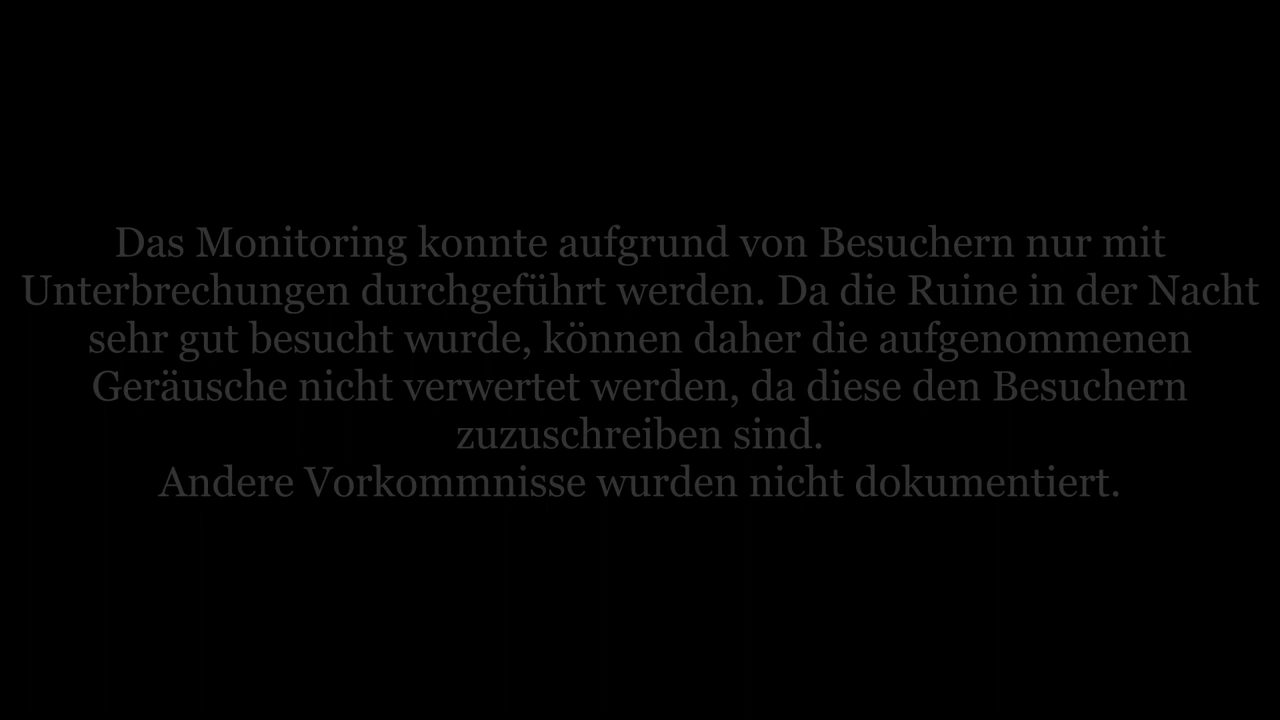 Das Monitoring konnte aufgrund von Besuchern nur mit
Unterbrechungen durchgeführt werden. Da die Ruine in der Nacht
sehr gut besucht wurde, können daher die aufgenommenen
Geräusche nicht verwertet werden, da diese den Besuchern
zuzuschreiben sind.
Andere Vorkommnisse wurden nicht dokumentiert.